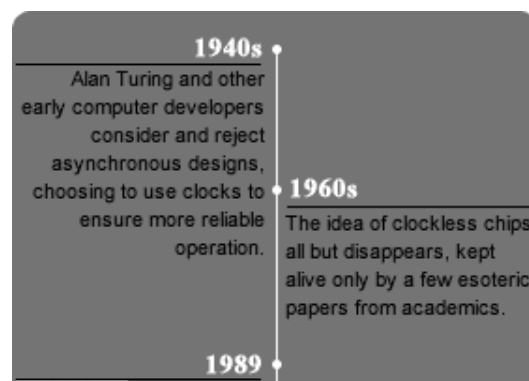 1940s
Alan Turing and other
early computer developers
consider and reject
asynchronous designs,
choosing to use clocks to
ensure more reliable
operation.
1960s
The idea of clockless chips
all but disappears, kept
alive only by a few esoteric
papers from academics.
1989